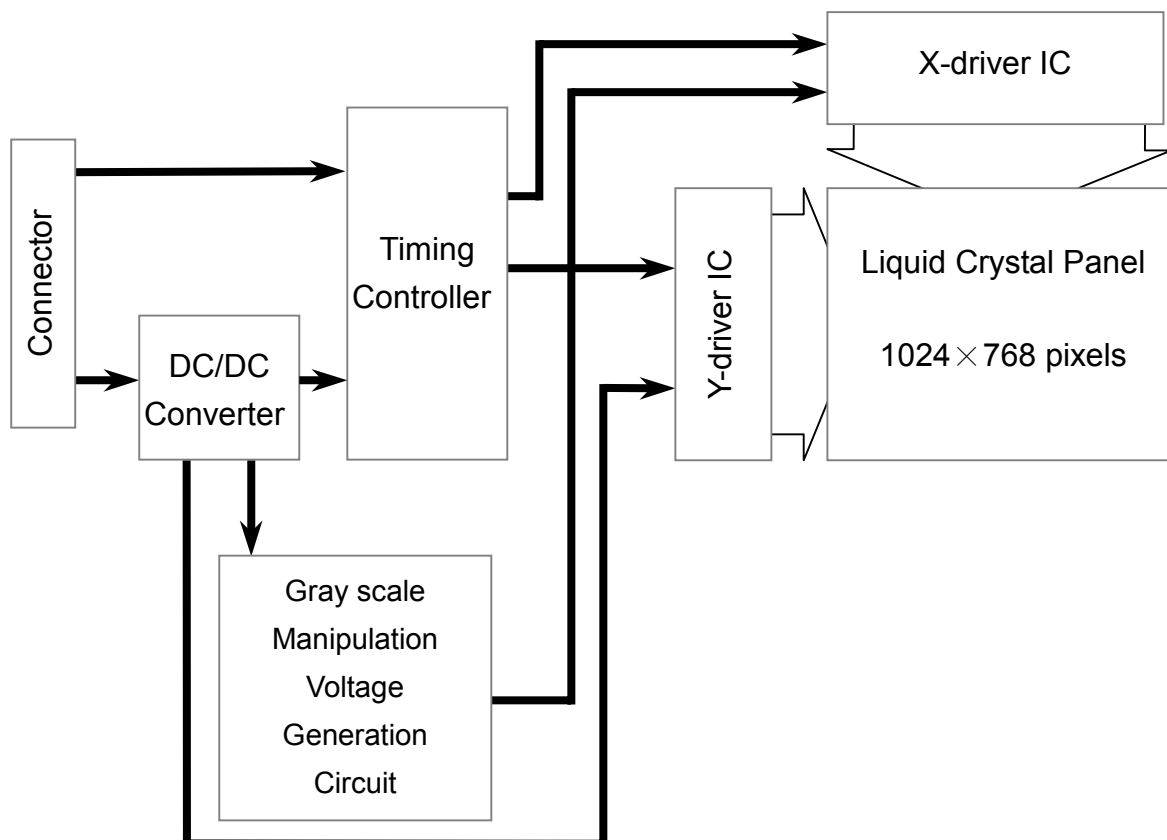 X-driver IC
Connector
Timing
Controller
DC/DC
Converter
Y-driver IC
Liquid Crystal Panel
1024×768 pixels
Gray scale
Manipulation
Voltage
Generation
Circuit